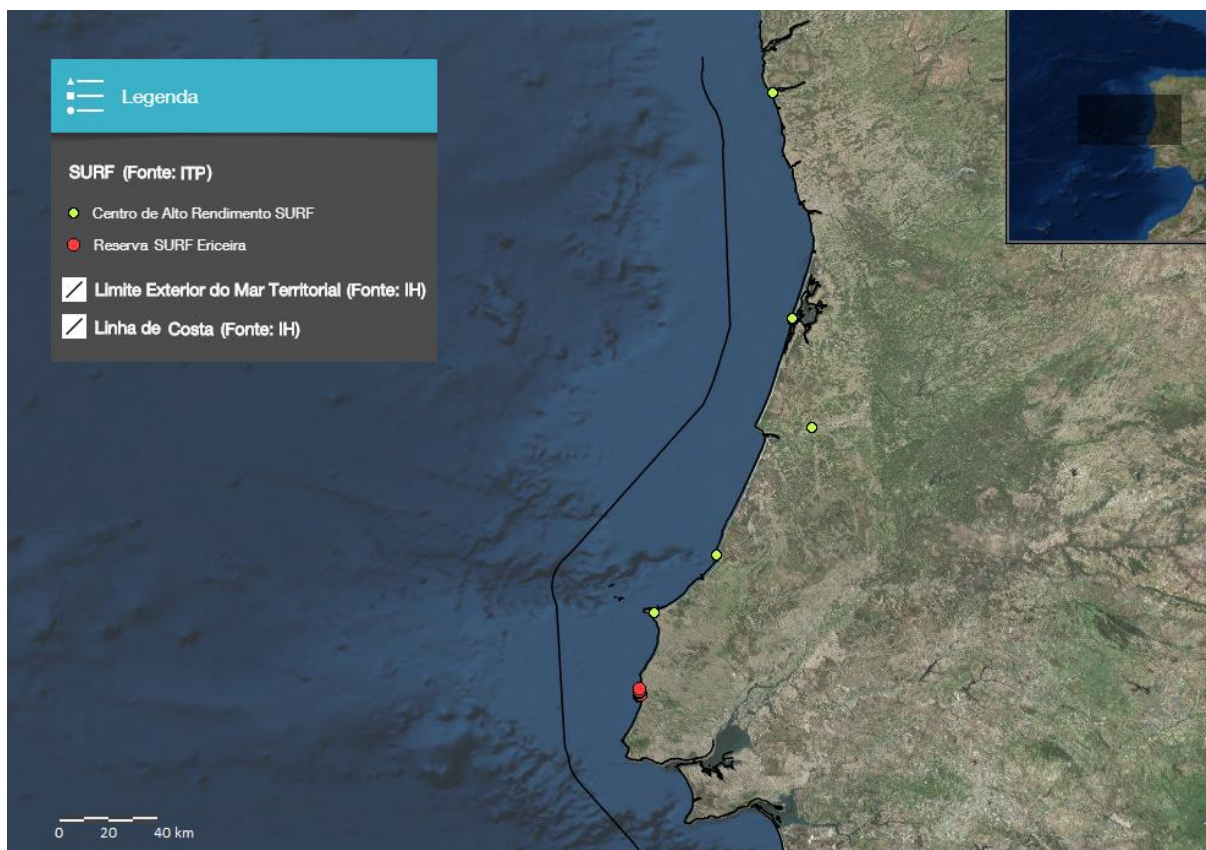 Legenda
SURF (Fonte: ITP)
Centro de Alto Rendimento SURF
Reserva SURF Ericeira
Limite Exterior do Mar Territorial (Fonte: IH)
Linha de Costa (Fonte: IH)
0 20 40 km